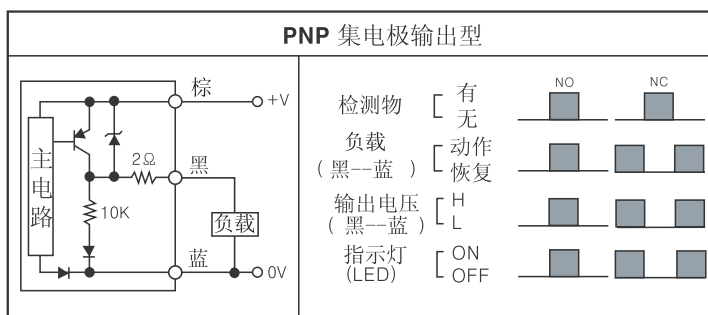 PNP 集电极输出型
棕
+V
主电路
2Ω
黑
10K
负载
蓝
0V
NO
NC
检测物
有
无
负载
(黑--蓝)
动作
恢复
输出电压
(黑--蓝)
H
L
指示灯
(LED)
ON
OFF